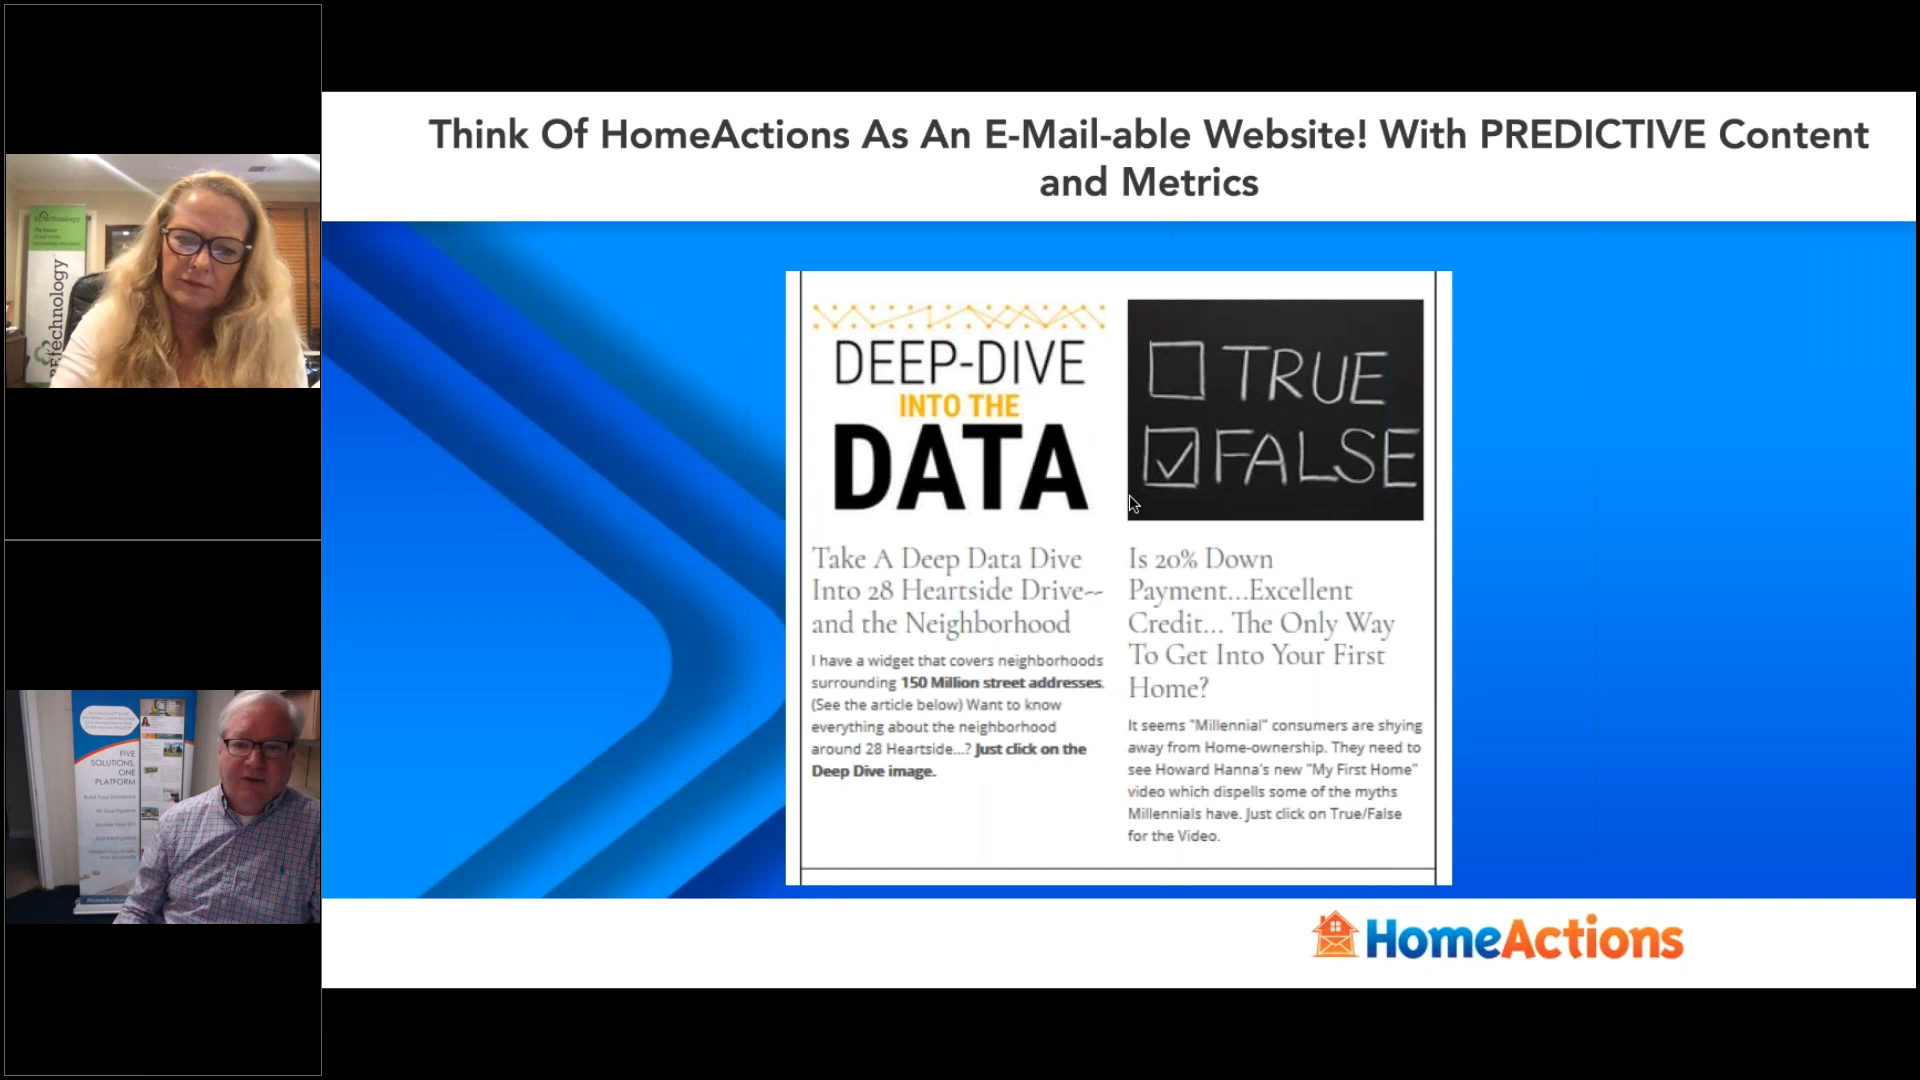 Think Of HomeActions As An E-Mail-able Website! With PREDICTIVE Content
and Metrics
DEEP-DIVE
INTO THE
DATA
Take A Deep Data Dive
Into 28 Heartside Drive--
and the Neighborhood
I have a widget that covers neighborhoods
surrounding 150 Million street addresses.
(See the article below) Want to know
everything about the neighborhood
around 28 Heartside...? Just click on the
Deep Dive image.
TRUE
FALSE
Is 20% Down
Payment...Excellent
Credit... The Only Way
To Get Into Your First
Home?
It seems "Millennial" consumers are shying
away from Home-ownership. They need to
see Howard Hanna's new "My First Home"
video which dispells some of the myths
Millennials have. Just click on True/False
for the Video.
HomeActions
REtechnology
FIVE
SOLUTIONS,
ONE
PLATFORM
Build Your Database